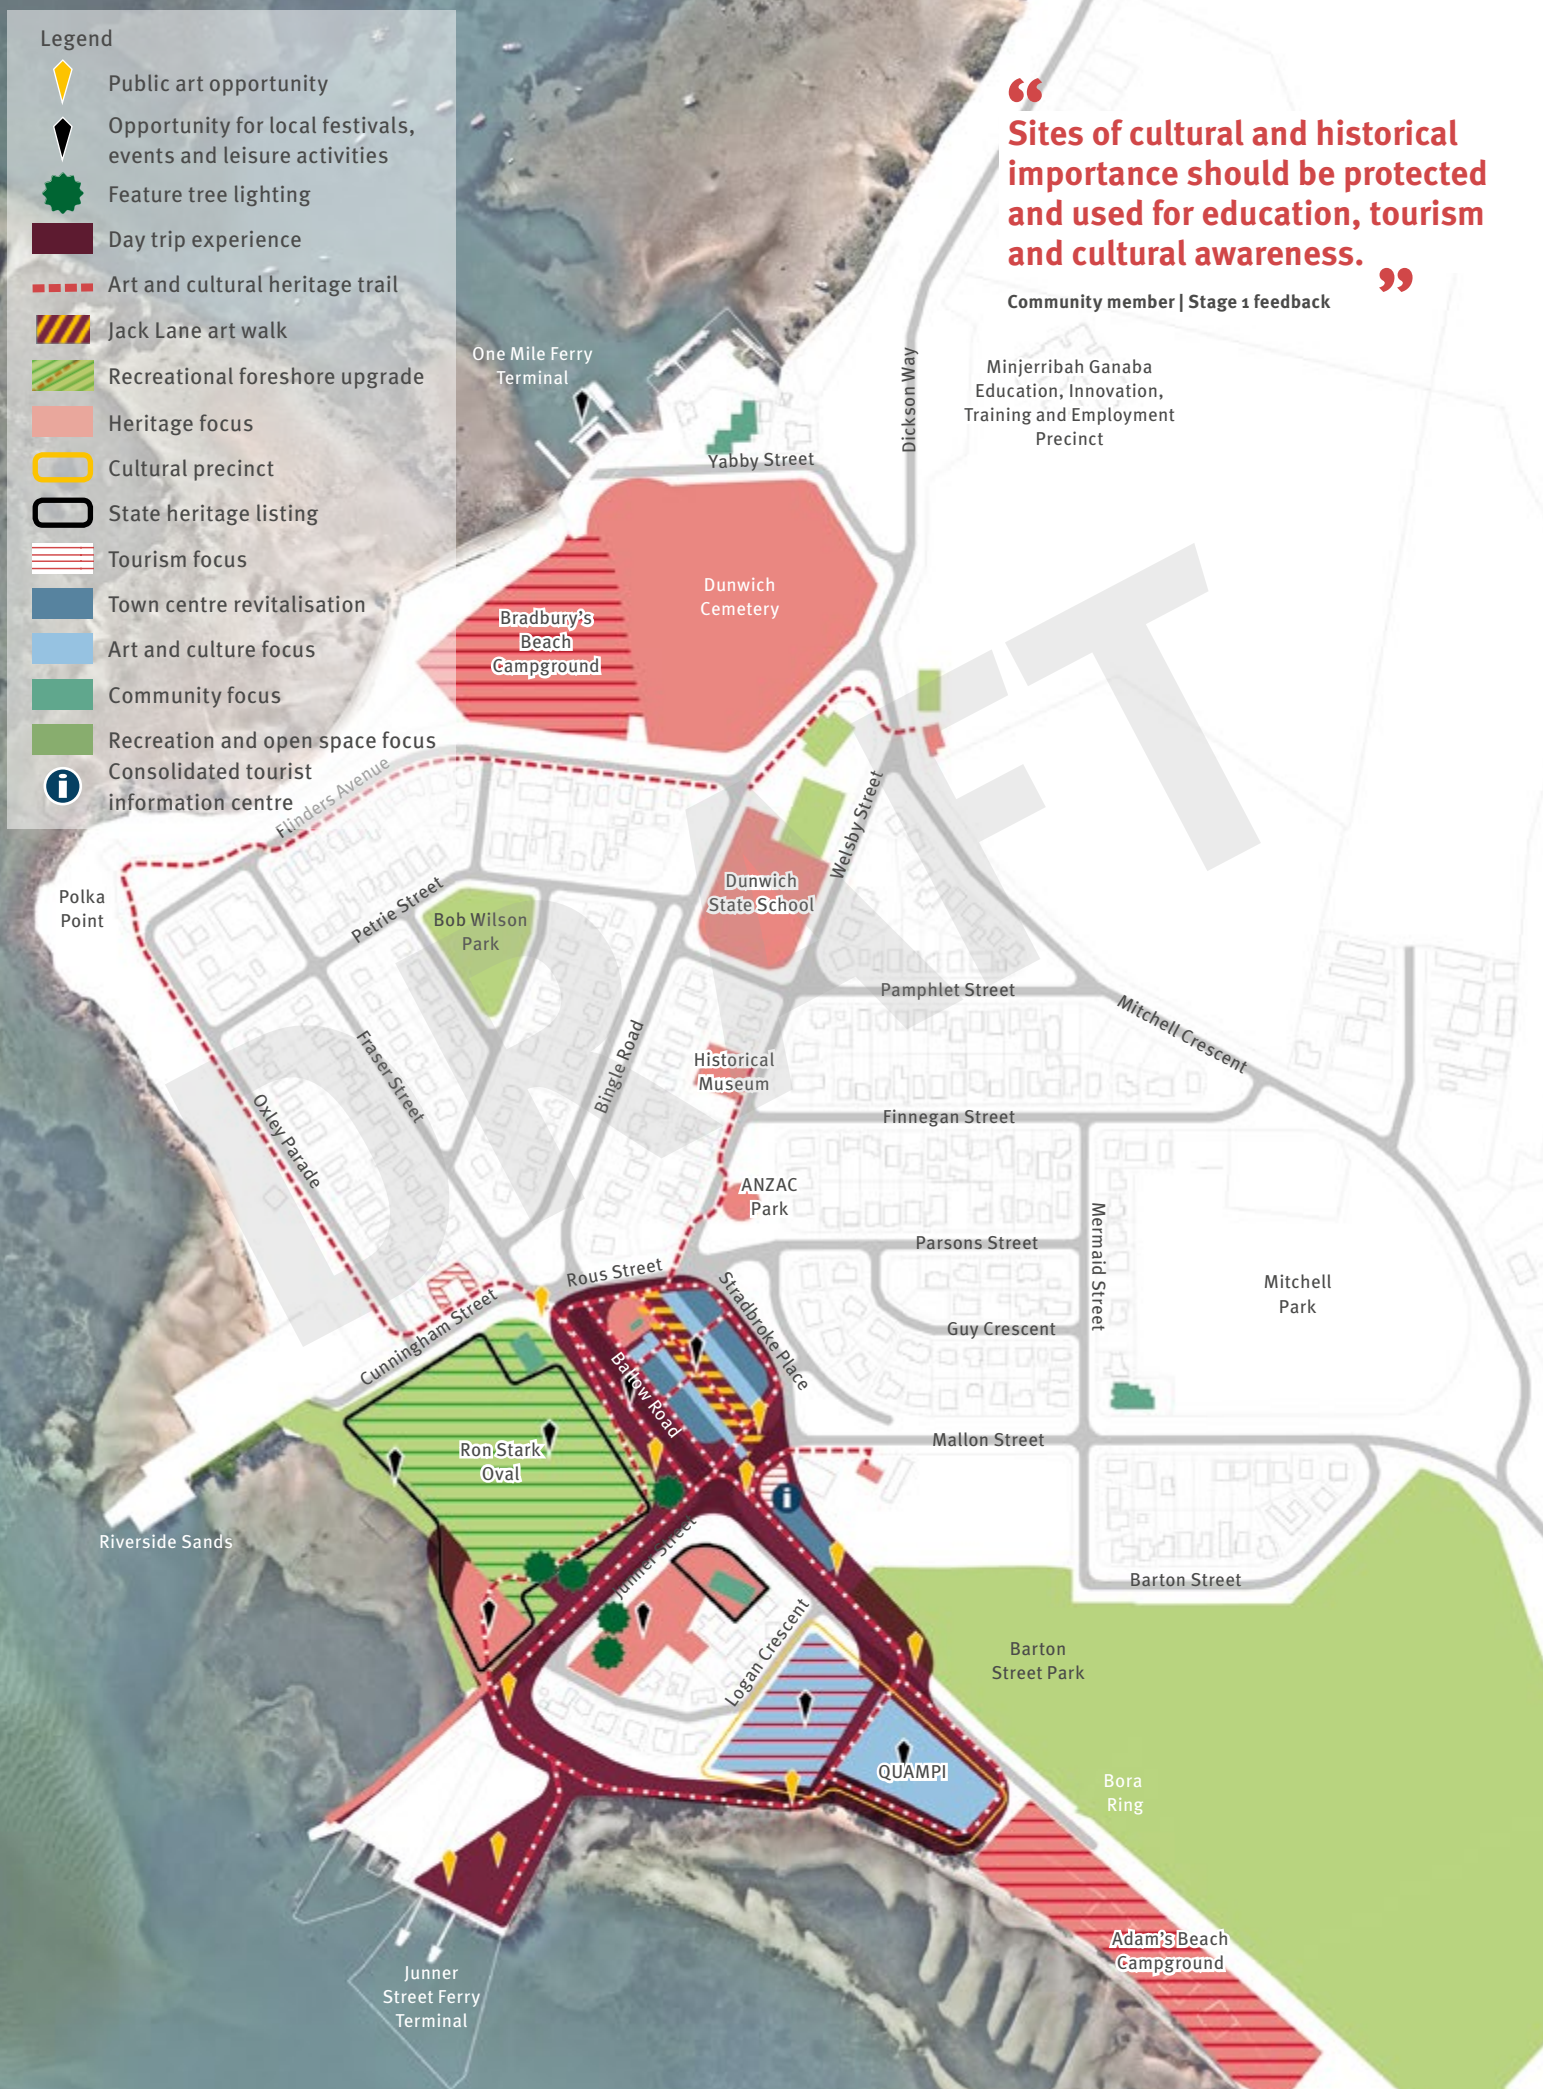 Legend
Public art opportunity
Opportunity for local festivals,
events and leisure activities
Feature tree lighting
Day trip experience
Art and cultural heritage trail
Jack Lane art walk
Recreational foreshore upgrade
Heritage focus
Cultural precinct
State heritage listing
Tourism focus
Town centre revitalisation
Art and culture focus
Community focus
Recreation and open space focus
Consolidated tourist
information centre
“
Sites of cultural and historical
importance should be protected
and used for education, tourism
and cultural awareness.
”
Community member | Stage 1 feedback
One Mile Ferry
Terminal
Yabby Street
Dickson Way
Minjerribah Ganaba
Education, Innovation,
Training and Employment
Precinct
Dunwich
Cemetery
Bradbury's
Beach
Campground
Flinders Avenue
Polka
Point
Petrie Street
Bob Wilson
Park
Welsby Street
Dunwich
State School
Pamphlet Street
Mitchell Crescent
Fraser Street
Bingle Road
Historical
Museum
Oxley Parade
Finnegan Street
ANZAC
Park
Mermaid Street
Parsons Street
Rous Street
Stradbroke Place
Mitchell
Park
Cunningham Street
Guy Crescent
Ballow Road
Mallon Street
Ron Stark
Oval
i
Riverside Sands
Junner Street
Barton Street
Logan Crescent
Barton
Street Park
QUAMPI
Bora
Ring
Adam's Beach
Campground
Junner
Street Ferry
Terminal
DRAFT